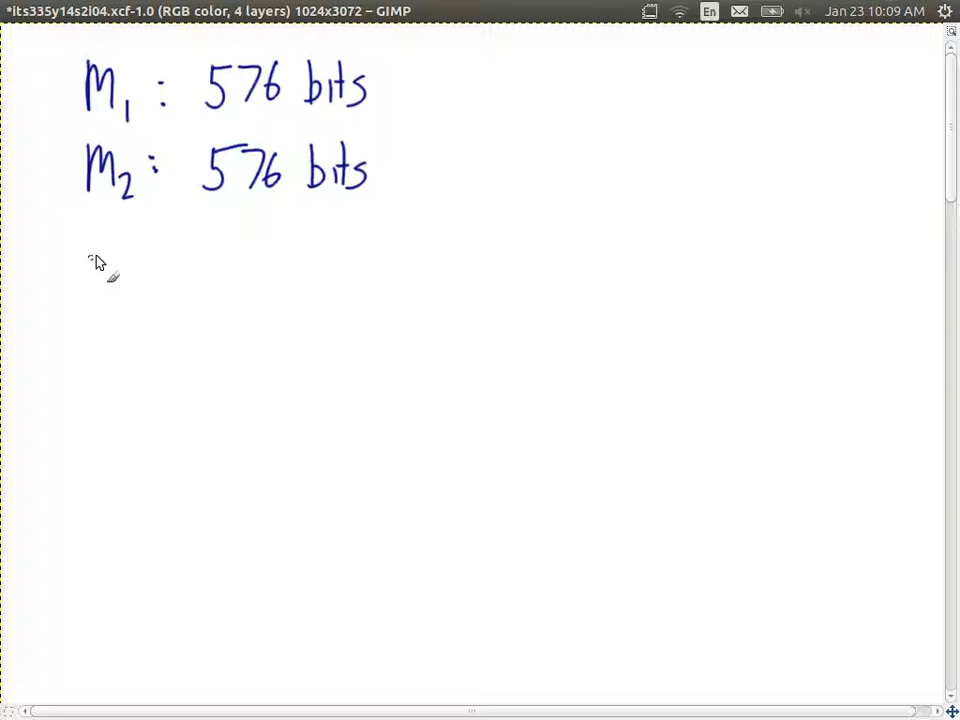 *its335y14s2i04.xcf-1.0 (RGB color, 4 layers) 1024x3072 – GIMP En Jan 23 10:09 AM
M1 : 576 bits
M2 : 576 bits